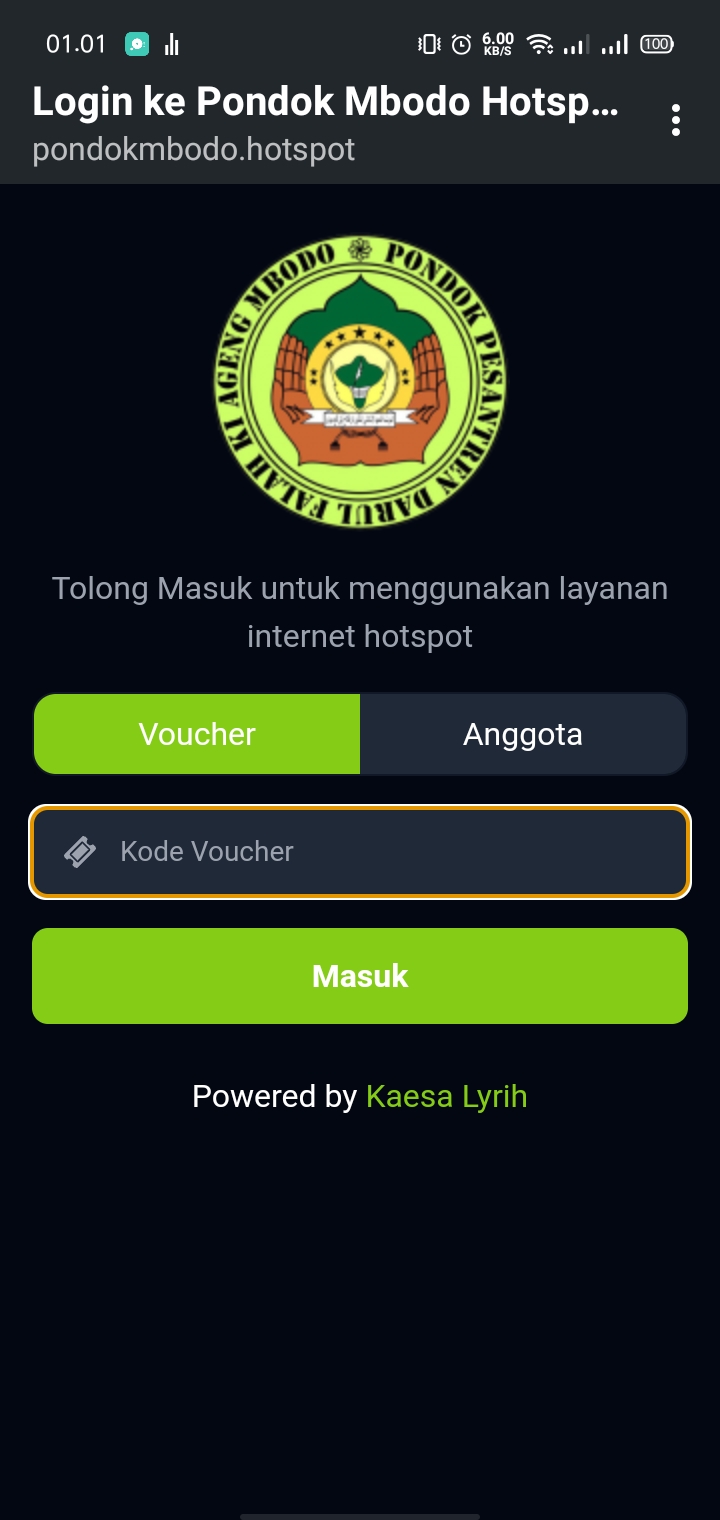 01.01
6.00
KB/S
100
Login ke Pondok Mbodo Hotsp...
pondokmbodo.hotspot
PONDOK PESANTREN DARUL FALAH KI AGENG MBODO
Tolong Masuk untuk menggunakan layanan
internet hotspot
Voucher
Anggota
Kode Voucher
Masuk
Powered by Kaesa Lyrih